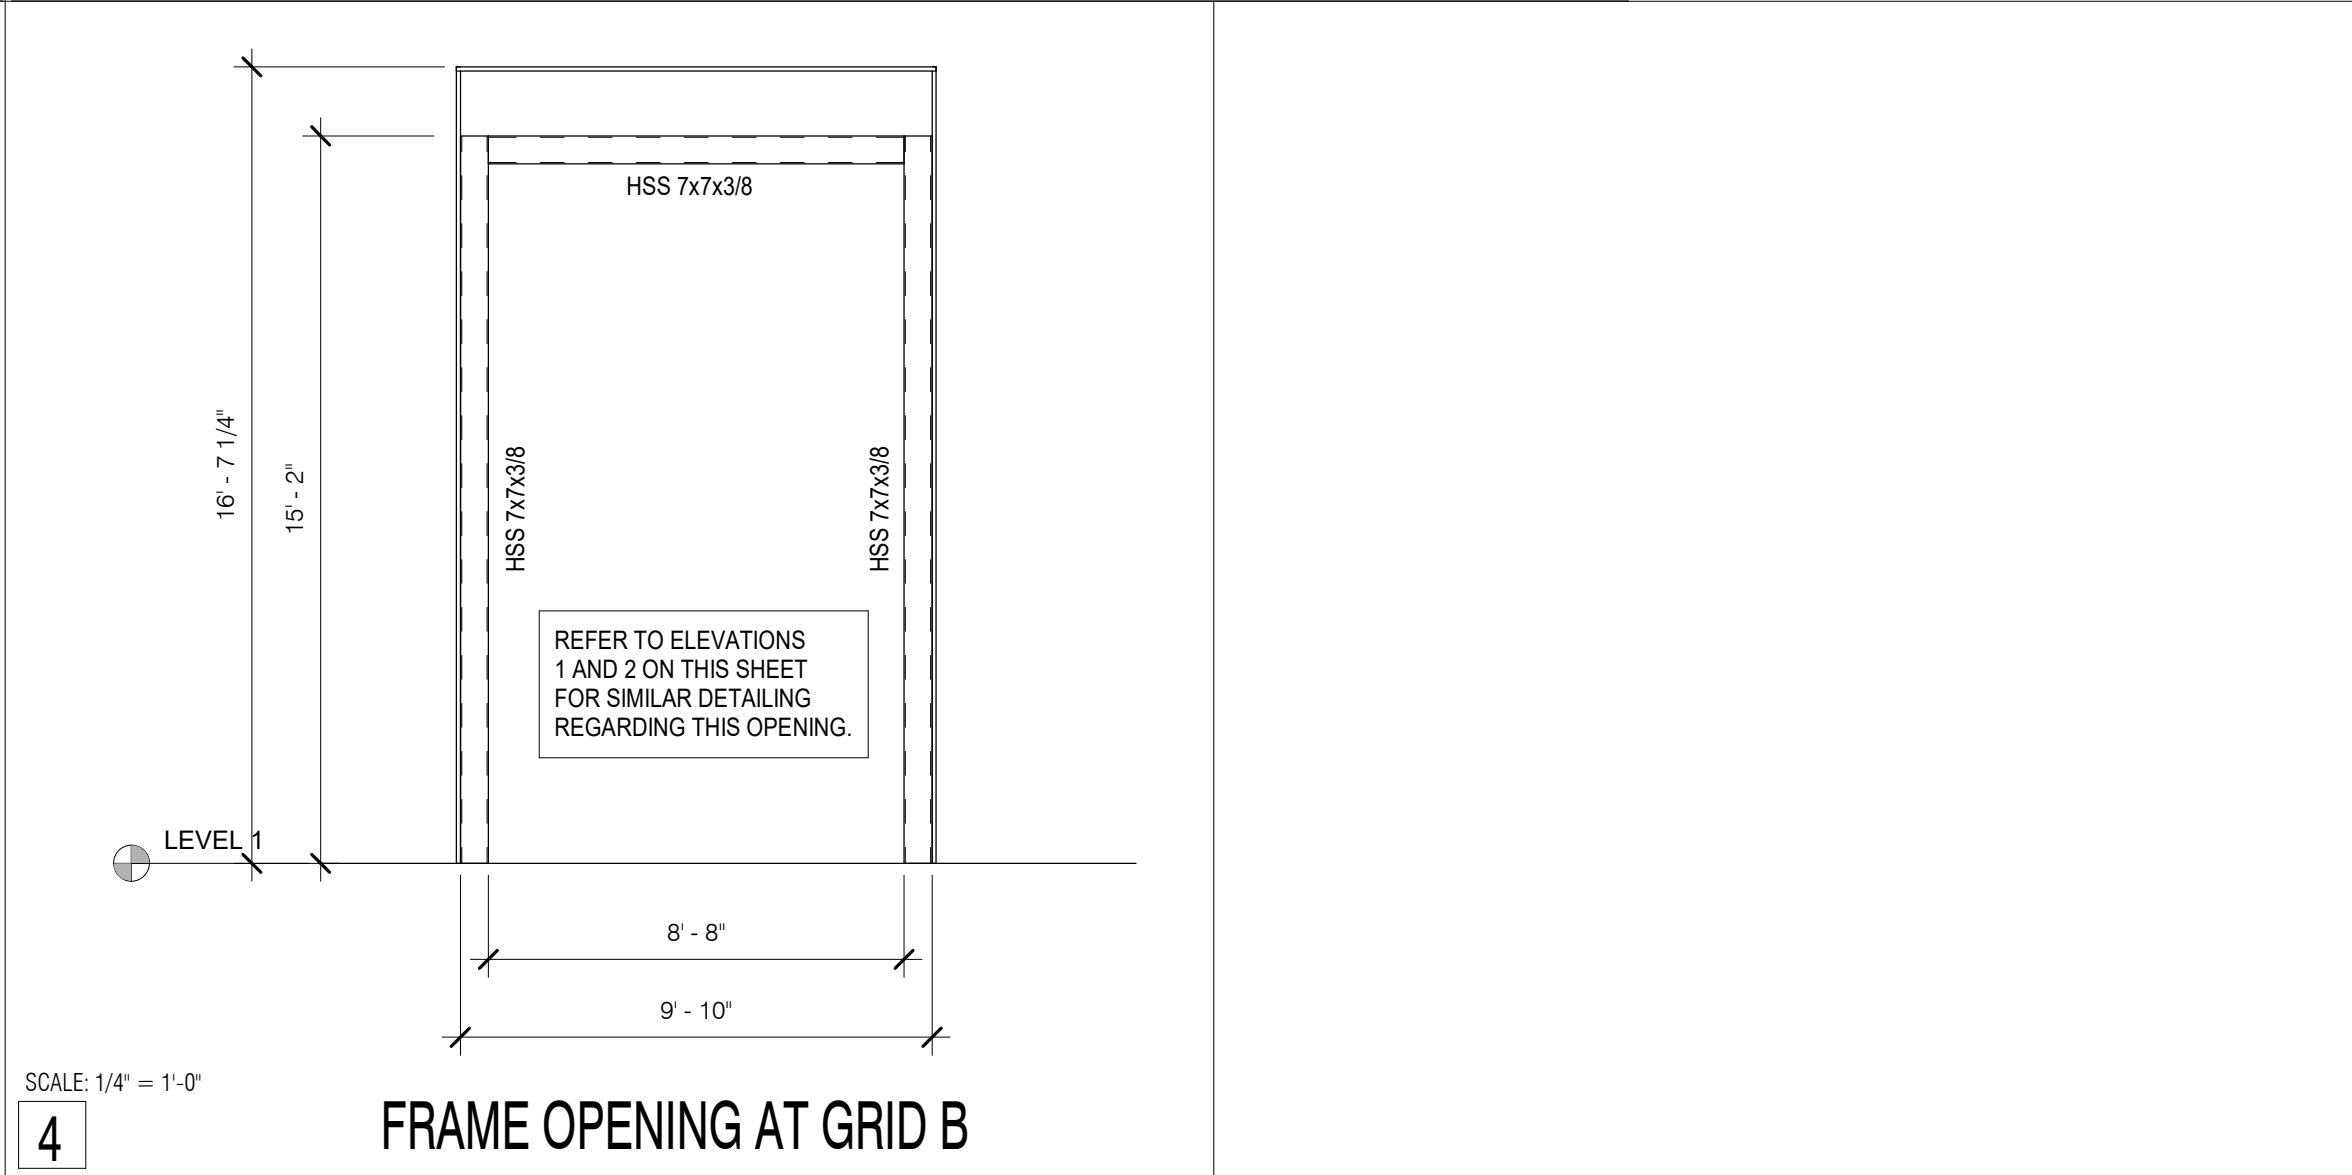 HSS 7x7x3/8
16' - 7 1/4"
15' - 2"
HSS 7x7x3/8
HSS 7x7x3/8
REFER TO ELEVATIONS
1 AND 2 ON THIS SHEET
FOR SIMILAR DETAILING
REGARDING THIS OPENING.
LEVEL 1
8' - 8"
9' - 10"
SCALE: 1/4" = 1'-0"
4
FRAME OPENING AT GRID B